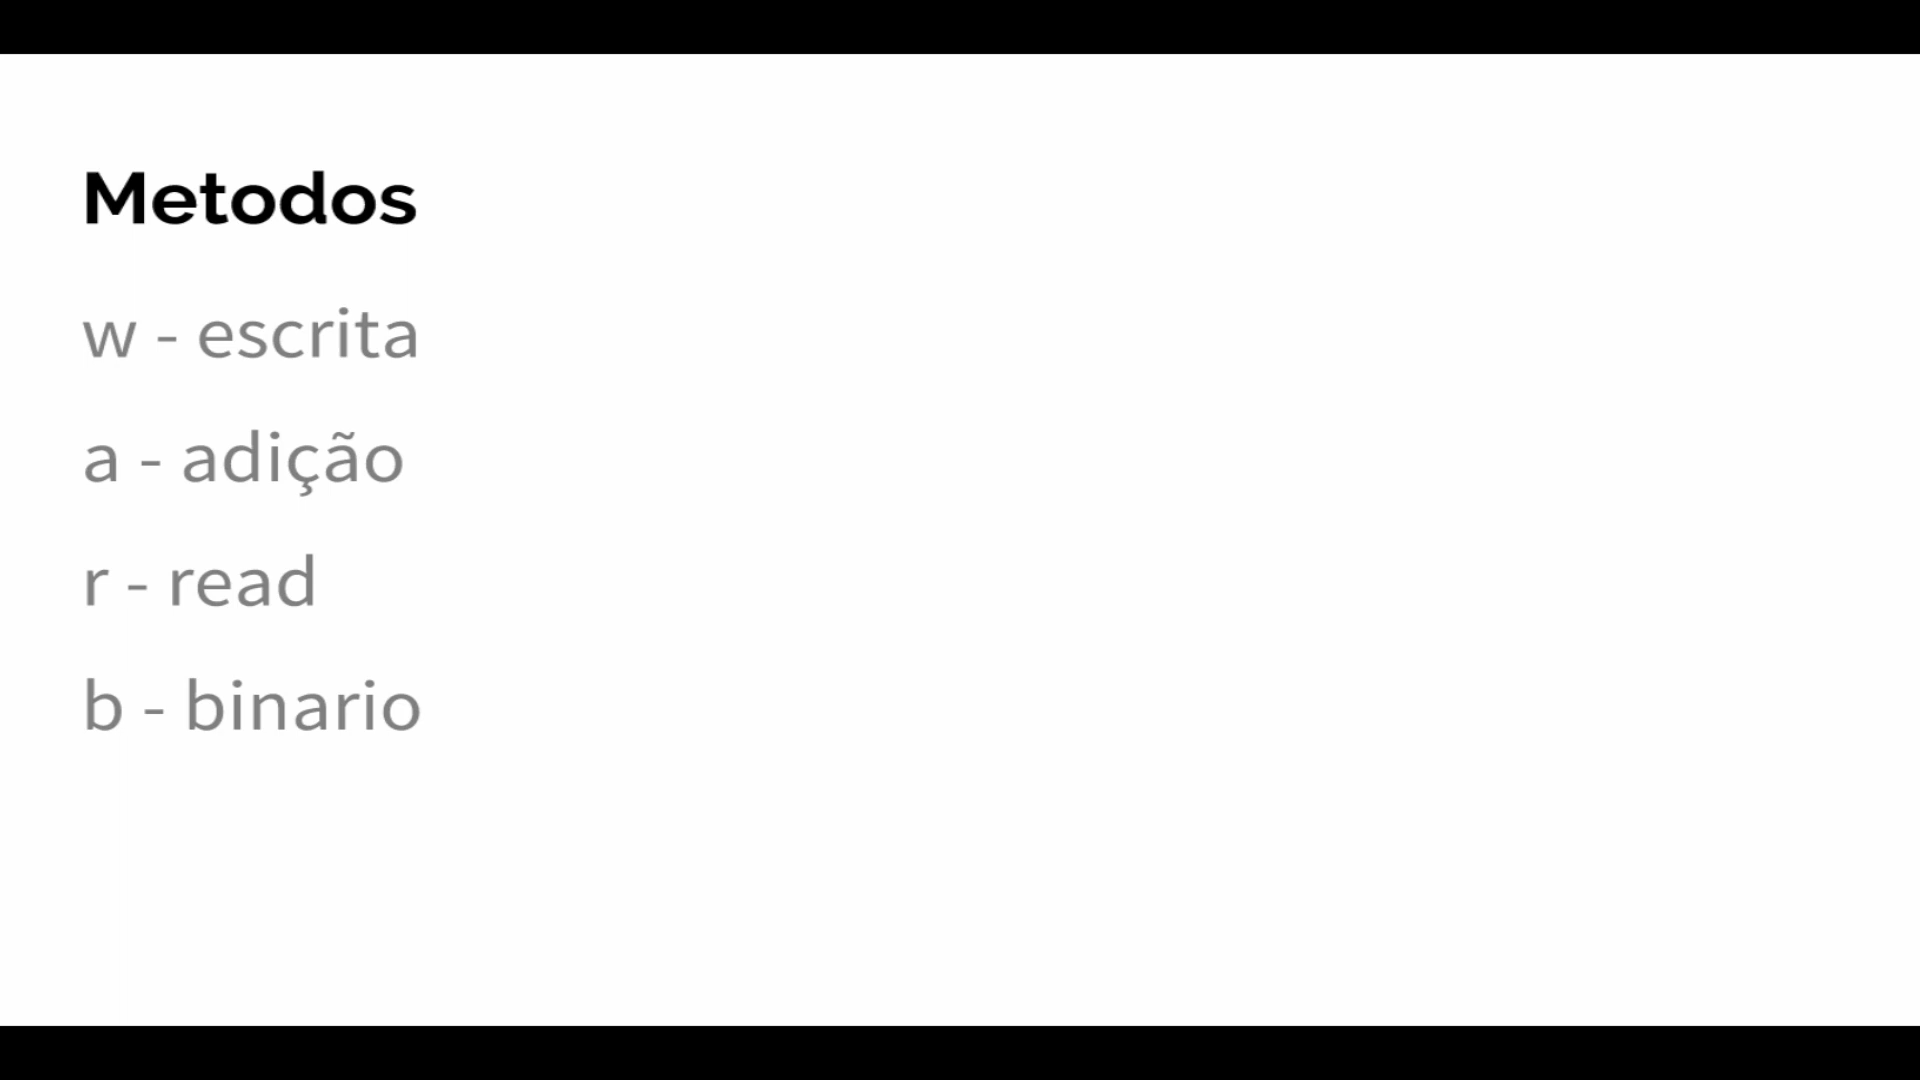 Metodos
w - escrita
a - adição
r - read
b - binario